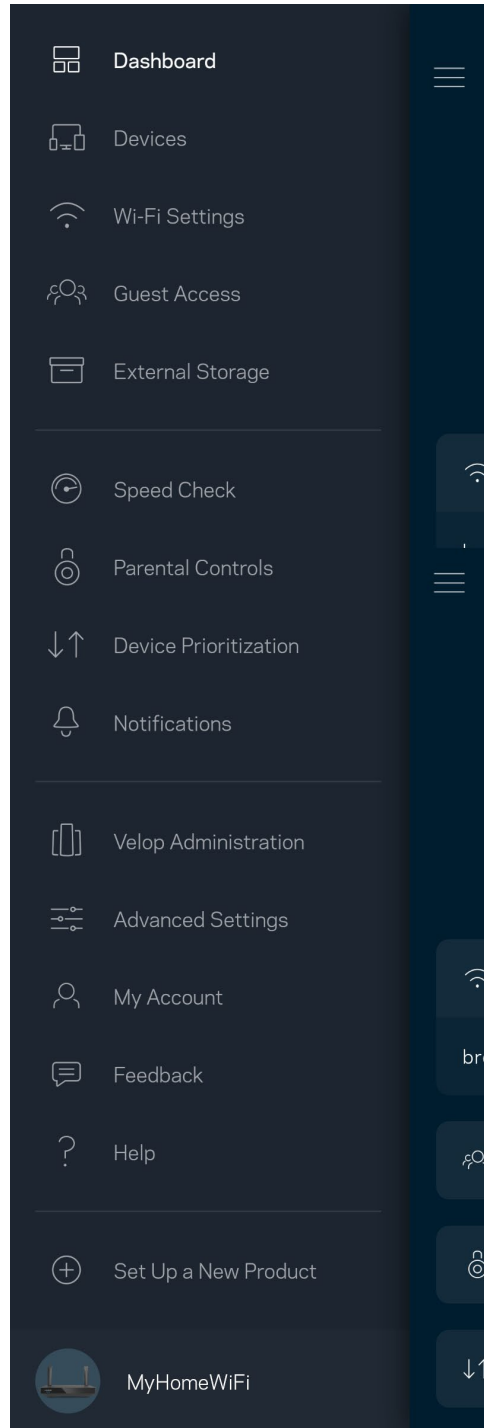 Dashboard
Devices
Wi-Fi Settings
Guest Access
External Storage
Speed Check
Parental Controls
Device Prioritization
Notifications
Velop Administration
Advanced Settings
My Account
Feedback
Help
Set Up a New Product
MyHomeWiFi